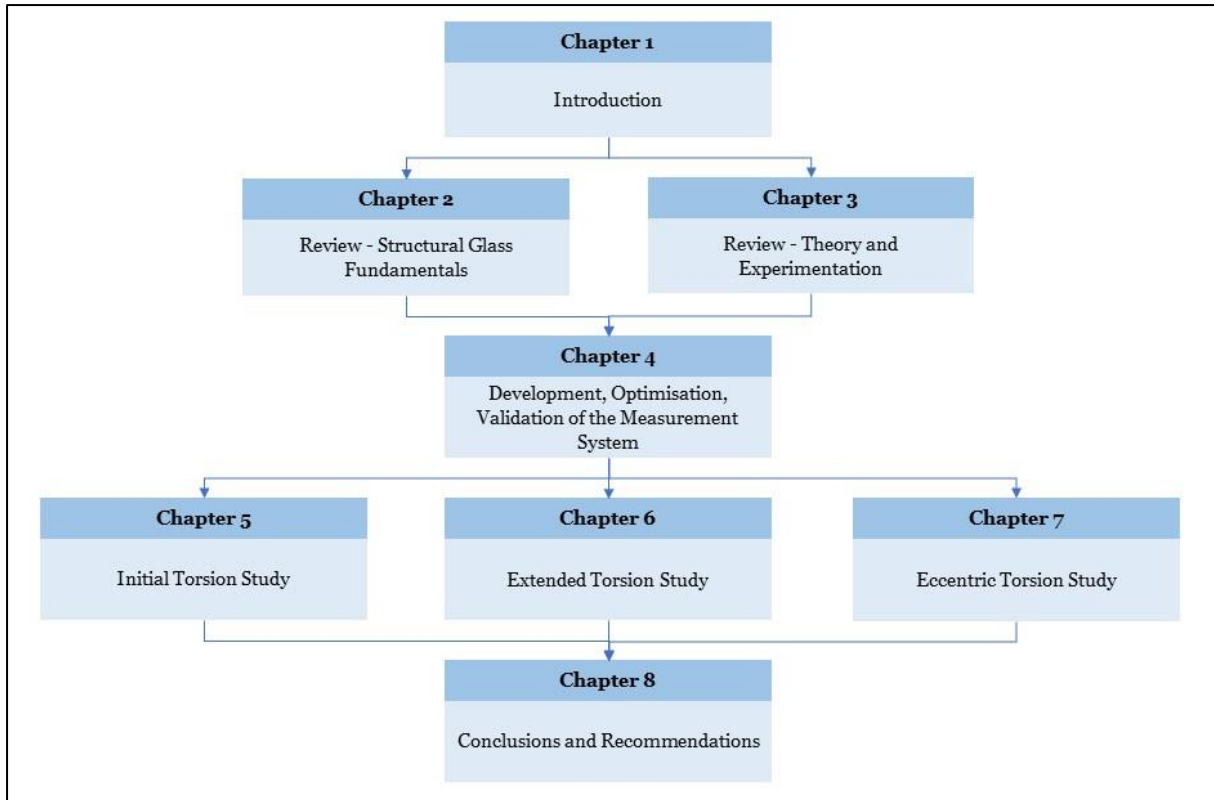 Chapter 1
Introduction
Chapter 2
Review - Structural Glass
Fundamentals
Chapter 3
Review - Theory and
Experimentation
Chapter 4
Development, Optimisation,
Validation of the Measurement
System
Chapter 5
Initial Torsion Study
Chapter 6
Extended Torsion Study
Chapter 7
Eccentric Torsion Study
Chapter 8
Conclusions and Recommendations